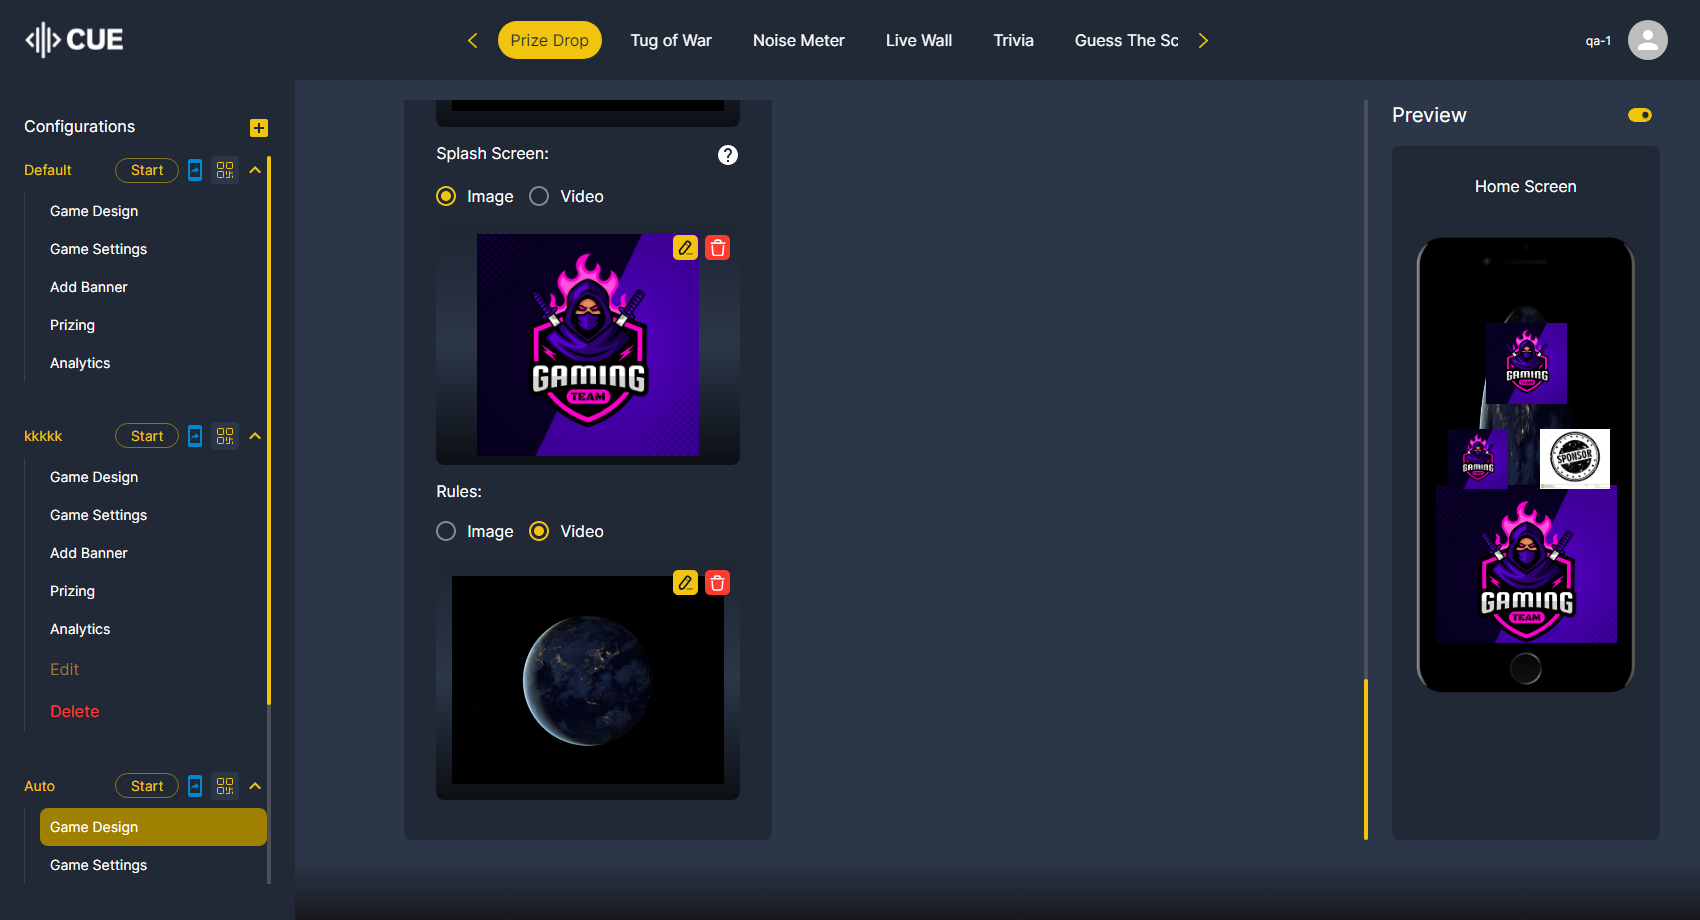 CUE
Prize Drop
Tug of War
Noise Meter
Live Wall
Trivia
Guess The Sc
qa-1
Configurations
Default
Start
Game Design
Game Settings
Add Banner
Prizing
Analytics
kkkkk
Start
Game Design
Game Settings
Add Banner
Prizing
Analytics
Edit
Delete
Auto
Start
Game Design
Game Settings
Splash Screen:
?
Image
Video
GAMING
TEAM
Rules:
Image
Video
Preview
Home Screen
GAMING
TEAM
GAMING
SPONSOR
GAMING
TEAM